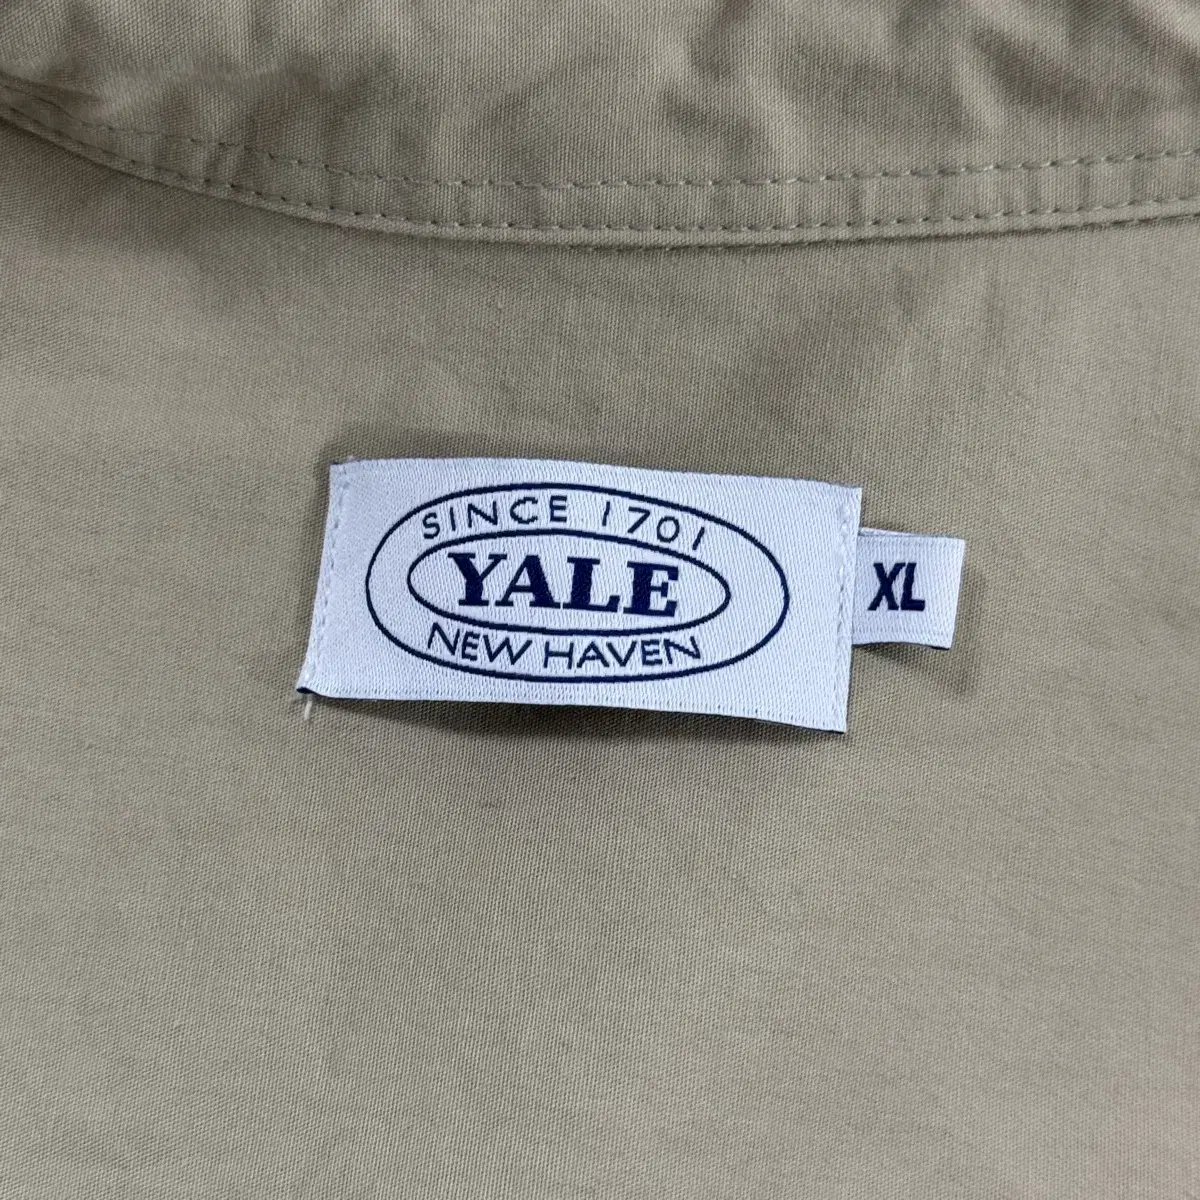 SINCE 1701
YALE
NEW HAVEN
XL